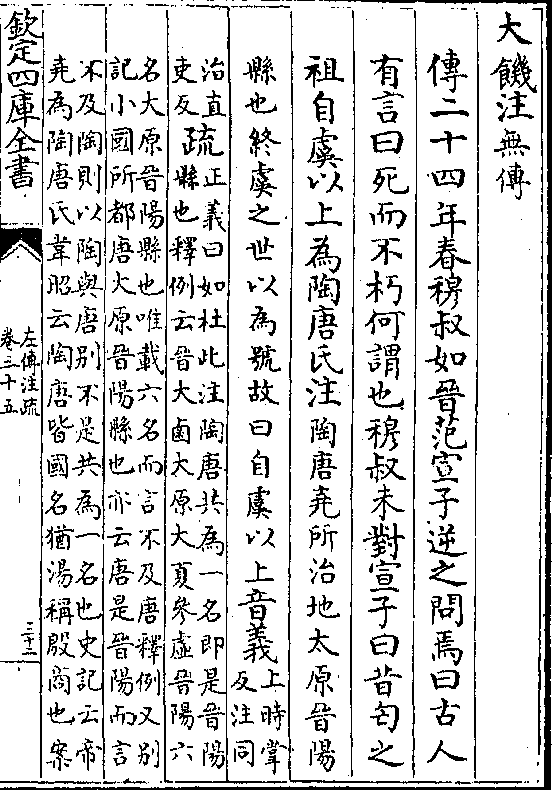 大饑注無傳
傳二十四年春穆叔如晉范宣子逆之問焉曰古人
有言曰死而不朽何謂也穆叔未對宣子曰昔匄之
祖自虞以上為陶唐氏注陶唐堯所治地太原晉陽
縣也終虞之世以為號故曰自虞以上音義上時掌
反注同
治直
吏反疏正義曰如杜此注陶唐共為一名即是晉陽
縣也釋例云晉大鹵大原大夏參虛晉陽六
名大原晉陽縣也唯載六名而言不及唐釋例又別
記小國所都唐大原晉陽縣也亦云唐是晉陽而言
不及陶則以陶與唐別不是共為一名也史記云帝
堯為陶唐氏韋昭云陶唐皆國名猶湯稱殷商也案
欽定四庫全書
左傳注疏
卷三十五
三十二